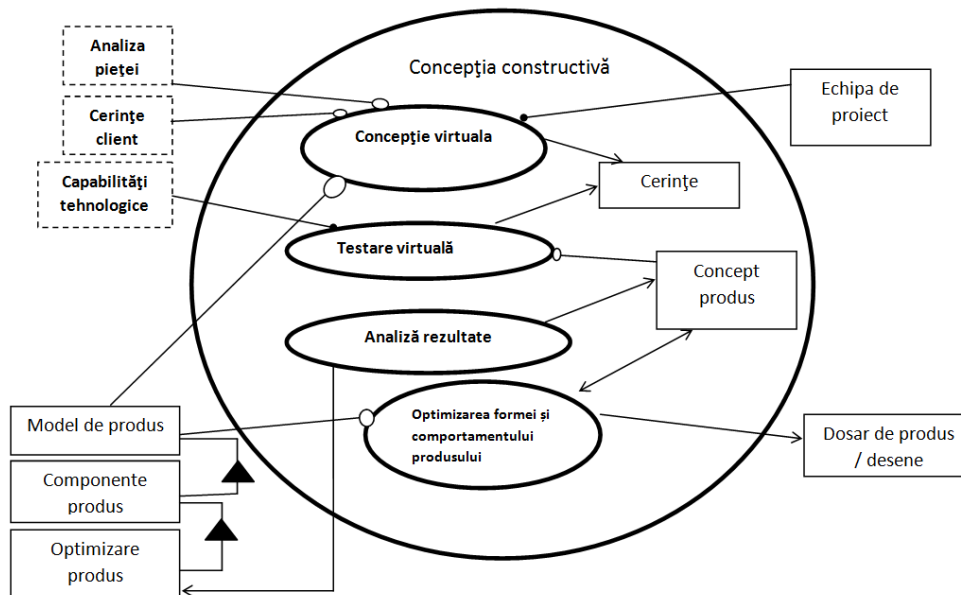 Analiza
pieţei
Concepţia constructivă
Echipa de
proiect
Cerinţe
client
Concepţie virtuala
Capabilităţi
tehnologice
Cerinţe
Testare virtuală
Concept
produs
Analiză rezultate
Model de produs
Optimizarea formei și
comportamentului
produsului
Dosar de produs
/ desene
Componente
produs
Optimizare
produs